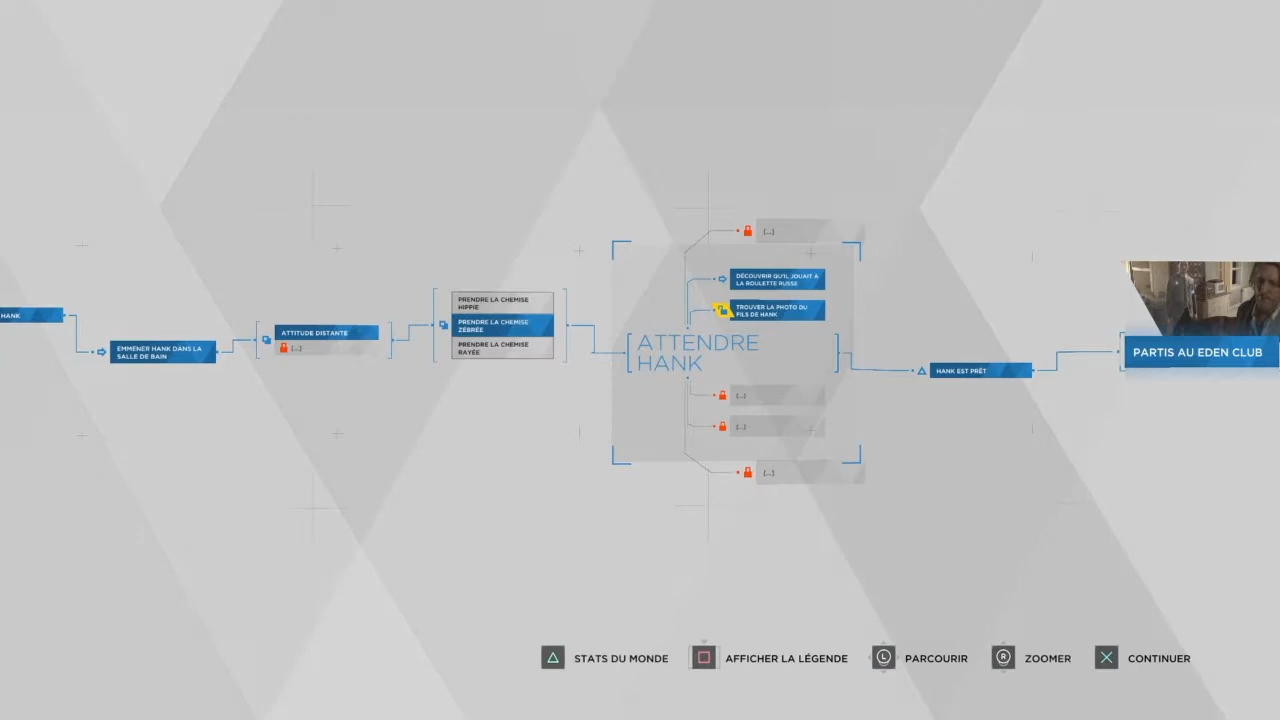 HANK
EMMENER HANK DANS LA
SALLE DE BAIN
ATTITUDE DISTANTE
[...]
PRENDRE LA CHEMISE
HIPPIE
PRENDRE LA CHEMISE
ZÉBRÉE
PRENDRE LA CHEMISE
RAYÉE
[...]
DÉCOUVRIR QU'IL JOUAIT À
LA ROULETTE RUSSE
TROUVER LA PHOTO DU
FILS DE HANK
ATTENDRE
HANK
[...]
[...]
[...]
HANK EST PRÊT
PARTIS AU EDEN CLUB
STATS DU MONDE
AFFICHER LA LÉGENDE
L
PARCOURIR
R
ZOOMER
CONTINUER